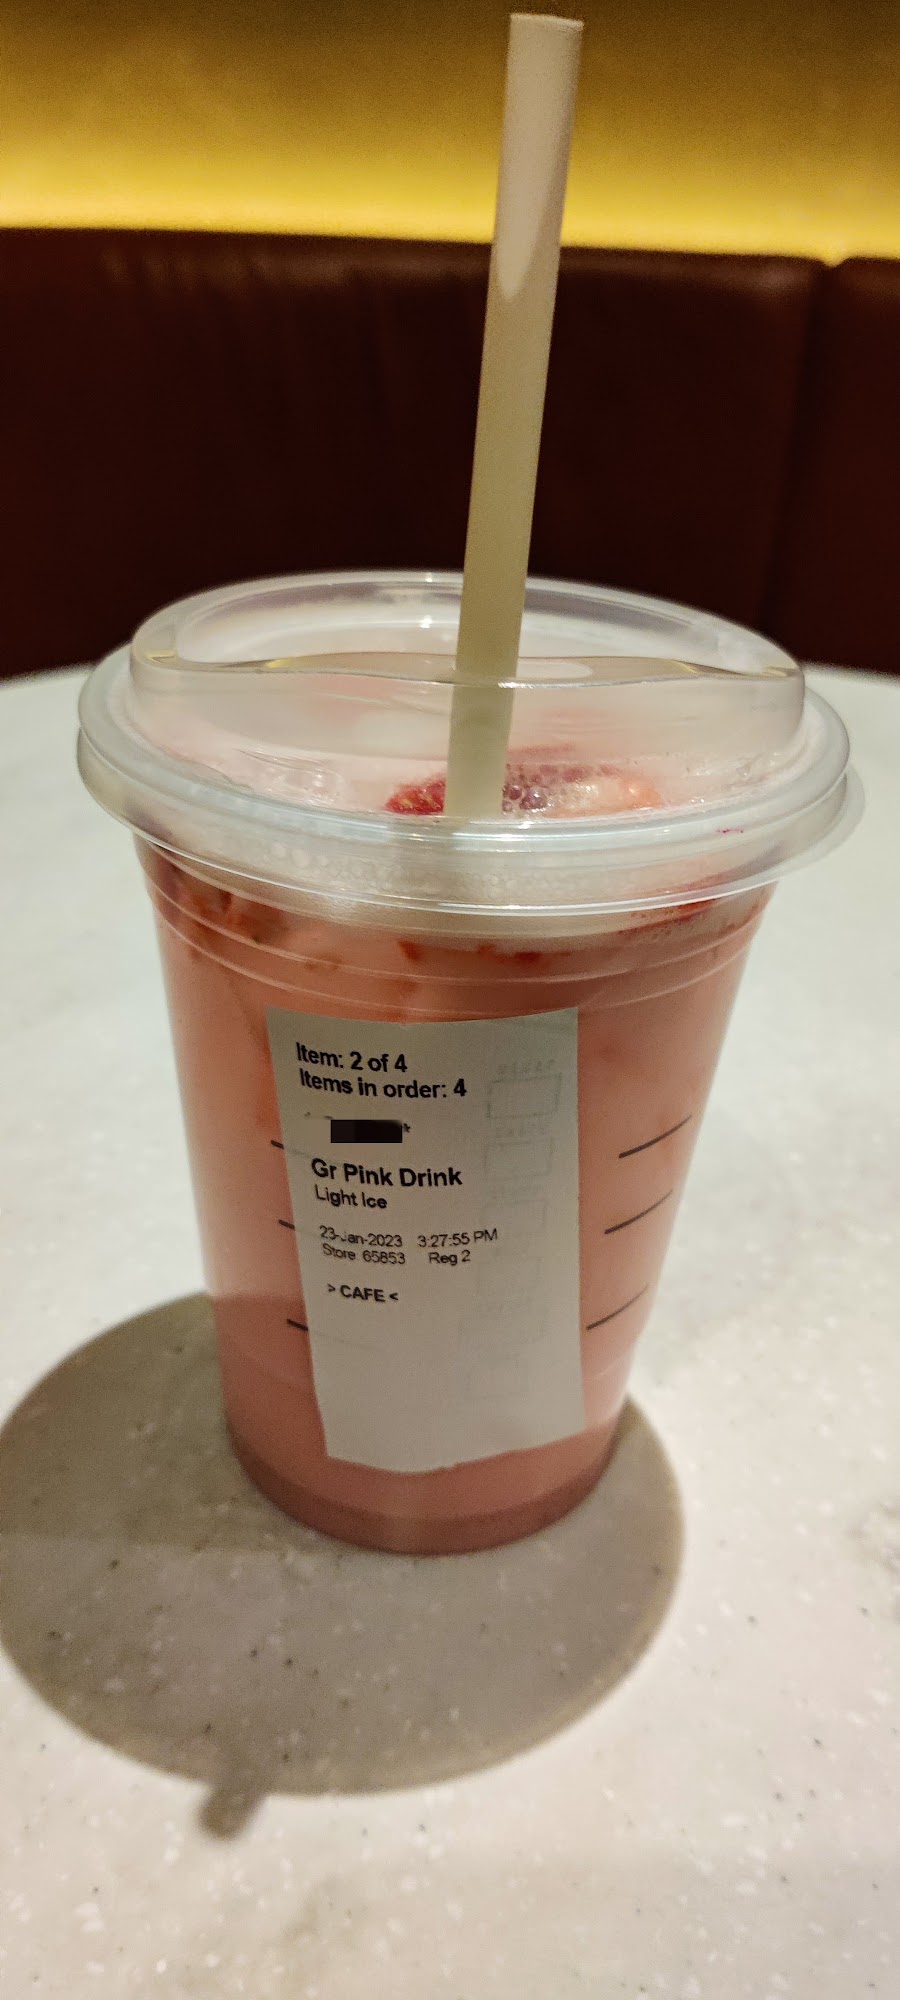 Item: 2 of 4
Items in order: 4
Gr Pink Drink
Light Ice
23-Jan-2023 3:27:55 PM
Store 65853 Reg 2
> CAFE <